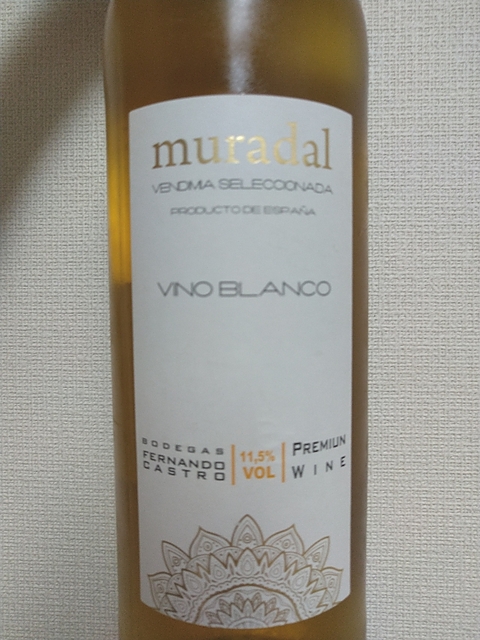 muradal
VENDIMA SELECCIONADA
PRODUCTO DE ESPAÑA
VINO BLANCO
BODEGAS
FERNANDO
CASTRO
11,5%
VOL
PREMIUN
WINE